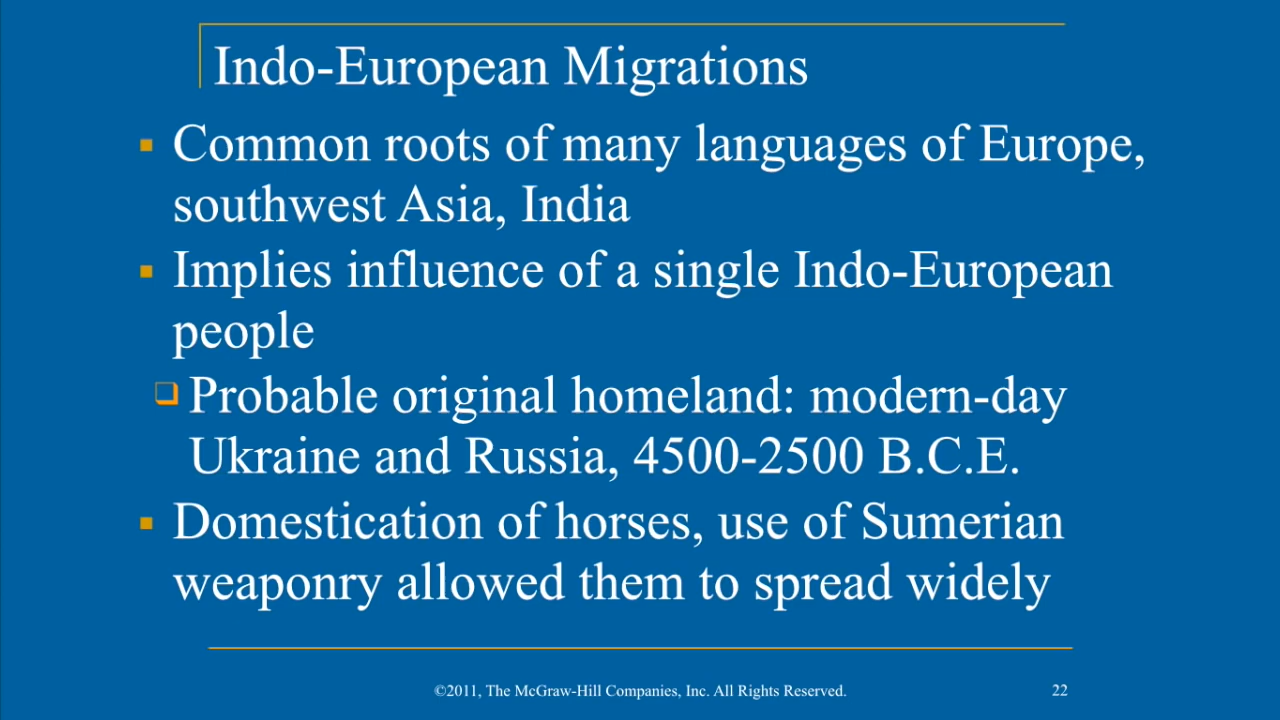 Indo-European Migrations
Common roots of many languages of Europe,
southwest Asia, India
Implies influence of a single Indo-European
people
Probable original homeland: modern-day
Ukraine and Russia, 4500-2500 B.C.E.
Domestication of horses, use of Sumerian
weaponry allowed them to spread widely
©2011, The McGraw-Hill Companies, Inc. All Rights Reserved.
22